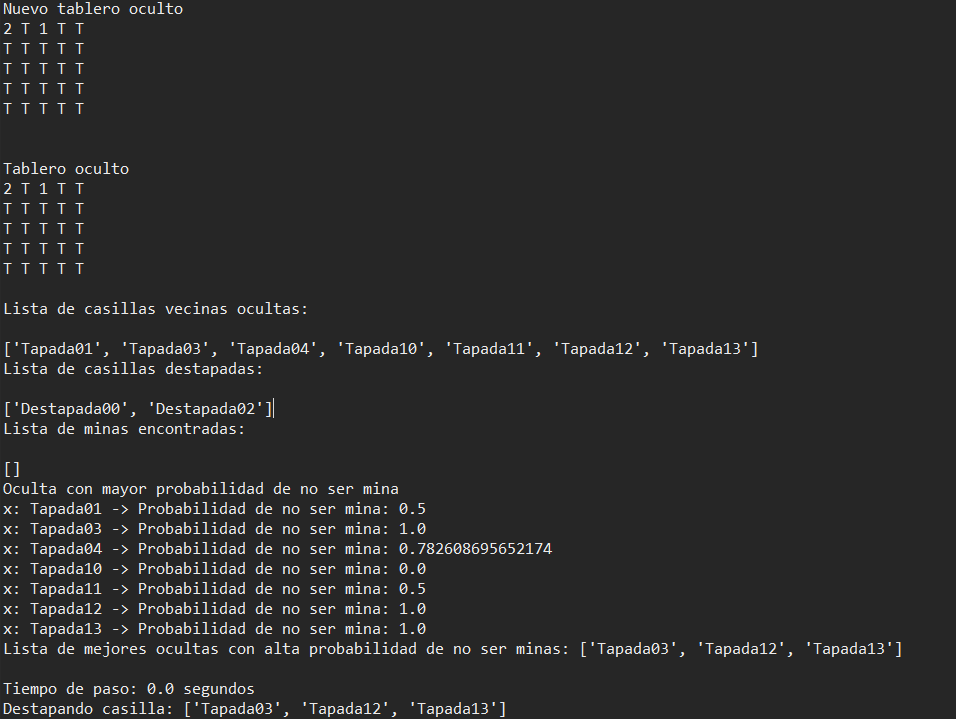 Nuevo tablero oculto
2 T 1 T T
T T T T T
T T T T T
T T T T T
T T T T T
Tablero oculto
2 T 1 T T
T T T T T
T T T T T
T T T T T
T T T T T
Lista de casillas vecinas ocultas:
['Tapada01', 'Tapada03', 'Tapada04', 'Tapada10', 'Tapada11', 'Tapada12', 'Tapada13']
Lista de casillas destapadas:
['Destapada00', 'Destapada02']
Lista de minas encontradas:
[]
Oculta con mayor probabilidad de no ser mina
x: Tapada01 -> Probabilidad de no ser mina: 0.5
x: Tapada03 -> Probabilidad de no ser mina: 1.0
x: Tapada04 -> Probabilidad de no ser mina: 0.782608695652174
x: Tapada10 -> Probabilidad de no ser mina: 0.0
x: Tapada11 -> Probabilidad de no ser mina: 0.5
x: Tapada12 -> Probabilidad de no ser mina: 1.0
x: Tapada13 -> Probabilidad de no ser mina: 1.0
Lista de mejores ocultas con alta probabilidad de no ser minas: ['Tapada03', 'Tapada12', 'Tapada13']
Tiempo de paso: 0.0 segundos
Destapando casilla: ['Tapada03', 'Tapada12', 'Tapada13']